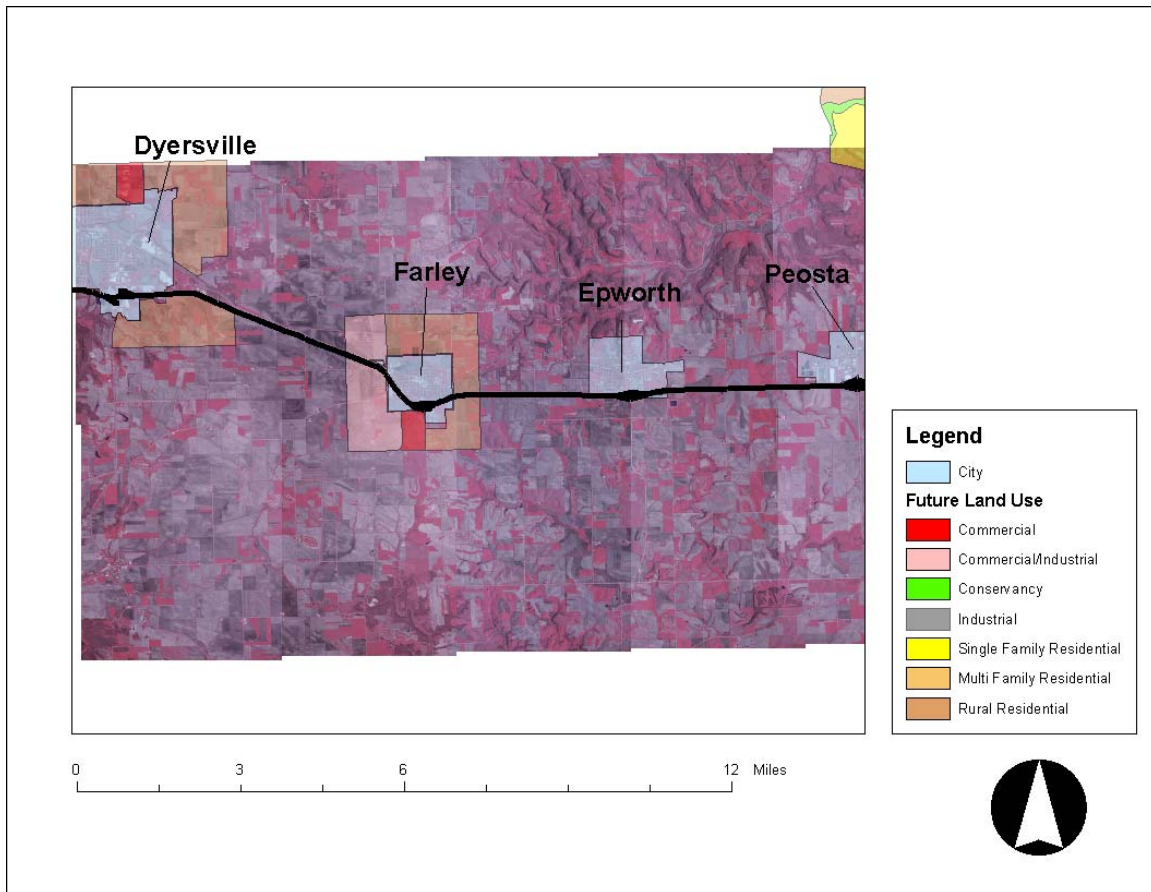 Dyersville
Farley
Epworth
Peosta
Legend
City
Future Land Use
Commercial
Commercial/Industrial
Conservancy
Industrial
Single Family Residential
Multi Family Residential
Rural Residential
0 3 6 12 Miles